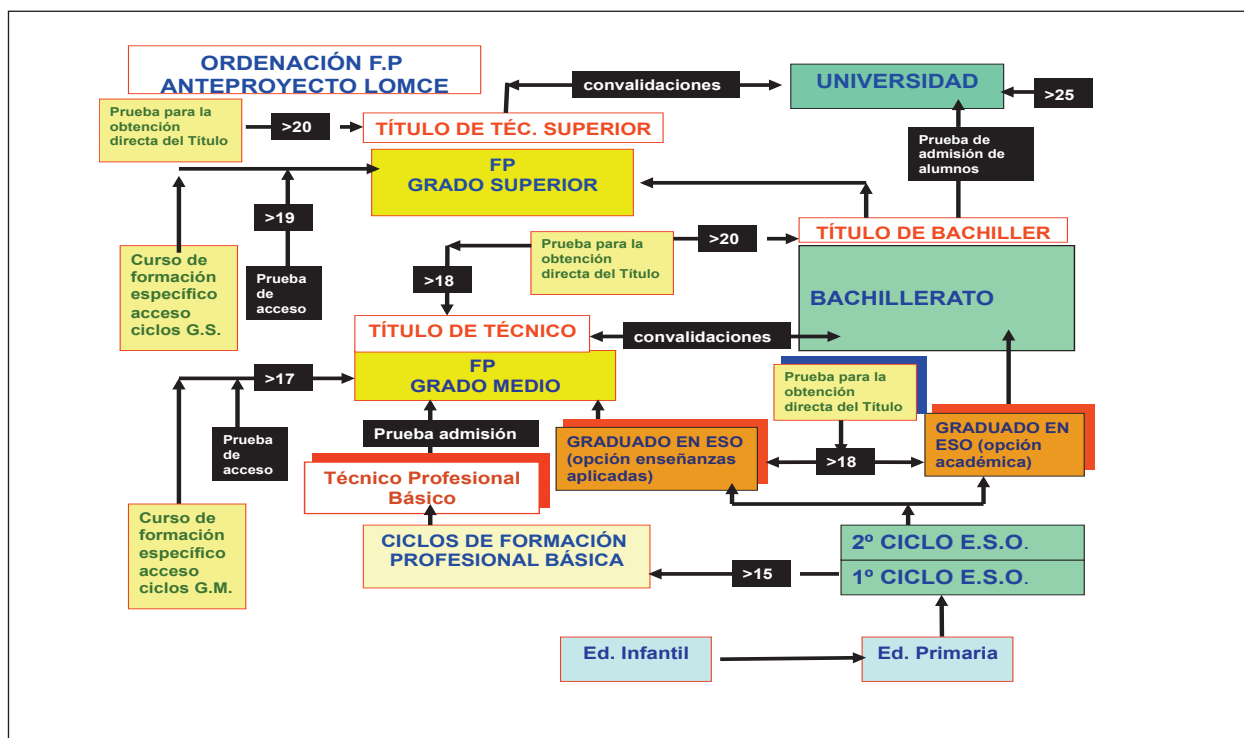 ORDENACIÓN F.P
ANTEPROYECTO LOMCE
convalidaciones
UNIVERSIDAD
>25
Prueba para la
obtención
directa del Título
>20
TÍTULO DE TÉC. SUPERIOR
Prueba de
admisión de
alumnos
FP
GRADO SUPERIOR
>19
Prueba para la
obtención
directa del Título
>20
TÍTULO DE BACHILLER
Curso de
formación
específico
acceso
ciclos G.S.
Prueba
de
acceso
>18
BACHILLERATO
TÍTULO DE TÉCNICO
convalidaciones
FP
GRADO MEDIO
>17
Prueba para la
obtención
directa del Título
Prueba
de
acceso
Prueba admisión
GRADUADO EN ESO
(opción enseñanzas
aplicadas)
>18
GRADUADO EN
ESO (opción
académica)
Técnico Profesional
Básico
Curso de
formación
específico
acceso
ciclos G.M.
CICLOS DE FORMACIÓN
PROFESIONAL BÁSICA
>15
2º CICLO E.S.O.
1º CICLO E.S.O.
Ed. Infantil
Ed. Primaria